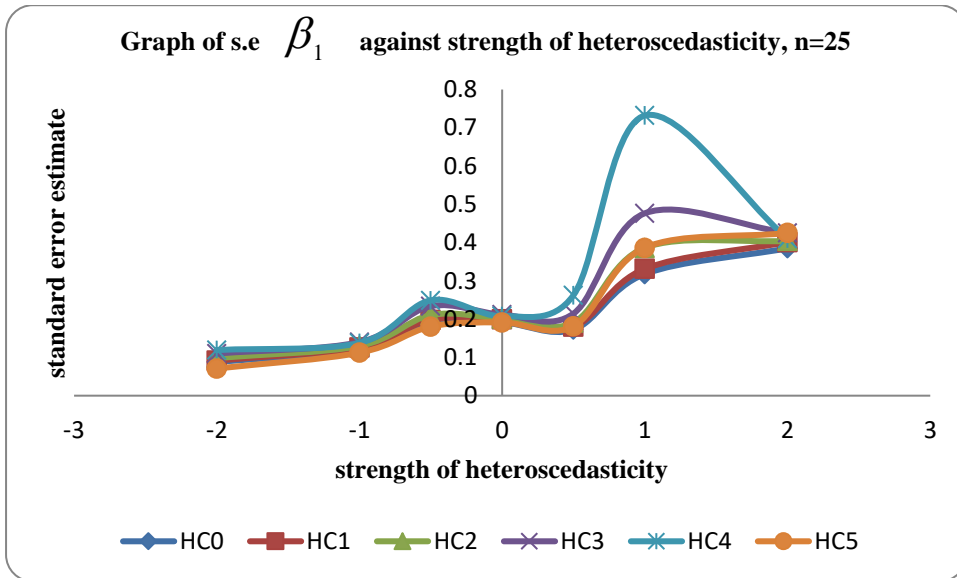 Graph of s.e β1 against strength of heteroscedasticity, n=25
standard error estimate
0.8
0.7
0.6
0.5
0.4
0.3
0.2
0.1
0
-3 -2 -1 0 1 2 3
strength of heteroscedasticity
HC0 HC1 HC2 HC3 HC4 HC5